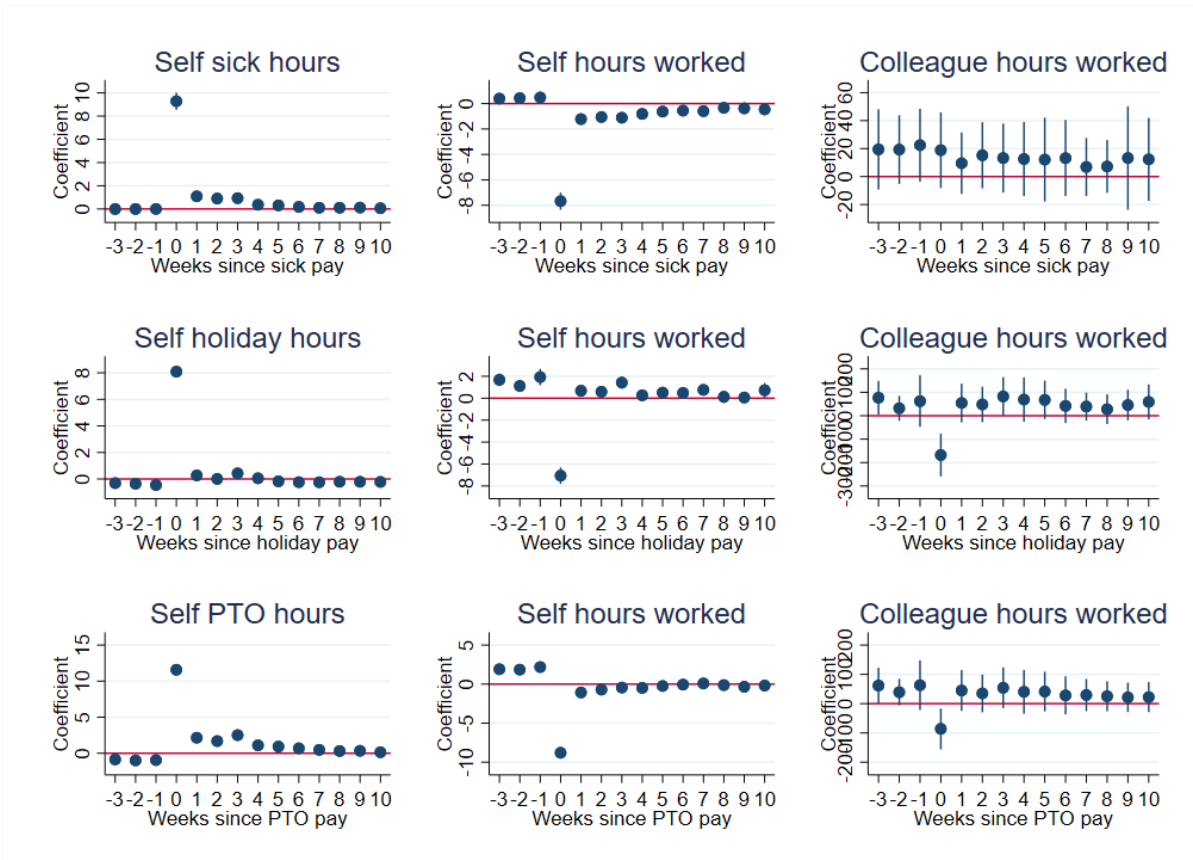 Self sick hours
Coefficient
10
8
6
4
2
0
-3 -2 -1 0 1 2 3 4 5 6 7 8 9 10
Weeks since sick pay
Self hours worked
Coefficient
0
-2
-4
-6
-8
-3 -2 -1 0 1 2 3 4 5 6 7 8 9 10
Weeks since sick pay
Colleague hours worked
Coefficient
60
40
20
0
-20
-3 -2 -1 0 1 2 3 4 5 6 7 8 9 10
Weeks since sick pay
Self holiday hours
Coefficient
8
6
4
2
0
-3 -2 -1 0 1 2 3 4 5 6 7 8 9 10
Weeks since holiday pay
Self hours worked
Coefficient
2
0
-2
-4
-6
-8
-3 -2 -1 0 1 2 3 4 5 6 7 8 9 10
Weeks since holiday pay
Colleague hours worked
Coefficient
200
100
0
-100
-200
-300
-3 -2 -1 0 1 2 3 4 5 6 7 8 9 10
Weeks since holiday pay
Self PTO hours
Coefficient
15
10
5
0
-3 -2 -1 0 1 2 3 4 5 6 7 8 9 10
Weeks since PTO pay
Self hours worked
Coefficient
5
0
-5
-10
-3 -2 -1 0 1 2 3 4 5 6 7 8 9 10
Weeks since PTO pay
Colleague hours worked
Coefficient
200
100
0
-100
-200
-3 -2 -1 0 1 2 3 4 5 6 7 8 9 10
Weeks since PTO pay